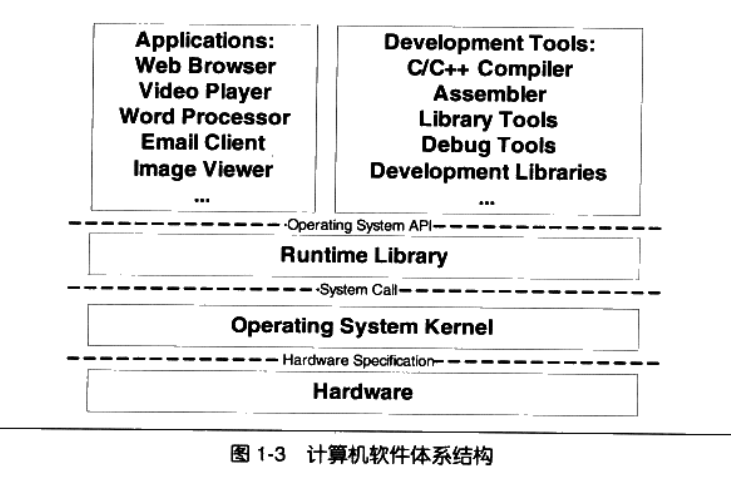 Applications:
Web Browser
Video Player
Word Processor
Email Client
Image Viewer
...
Development Tools:
C/C++ Compiler
Assembler
Library Tools
Debug Tools
Development Libraries
...
Operating System API
Runtime Library
System Call
Operating System Kernel
Hardware Specification
Hardware
图 1-3 计算机软件体系结构